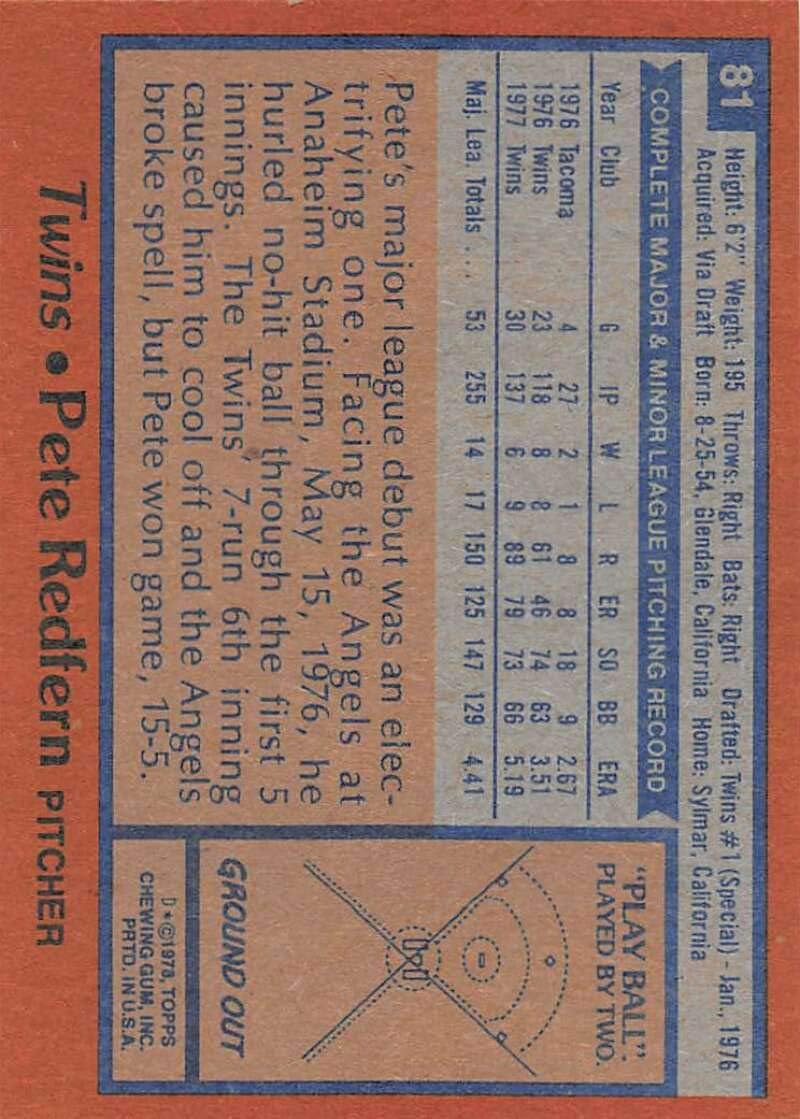 81
Height: 6'2" Weight: 195 Throws: Right Bats: Right Drafted: Twins #1 (Special) - Jan., 1976
Acquired: Via Draft Born: 8-25-54, Glendale, California Home: Sylmar, California
COMPLETE MAJOR & MINOR LEAGUE PITCHING RECORD
Year Club G IP W L R ER SO BB ERA
1976 Tacoma 4 27 2 1 8 8 18 9 2.67
1976 Twins 23 118 8 8 61 46 74 63 3.51
1977 Twins 30 137 6 9 89 79 73 66 5.19
Maj. Lea. Totals . . . 53 255 14 17 150 125 147 129 4.41
Pete's major league debut was an elec-
trifying one. Facing the Angels at
Anaheim Stadium, May 15, 1976, he
hurled no-hit ball through the first 5
innings. The Twins' 7-run 6th inning
caused him to cool off and the Angels
broke spell, but Pete won game, 15-5.
"PLAY BALL":
PLAYED BY TWO.
GROUND OUT
D*©1978, TOPPS
CHEWING GUM, INC.
PRTD. IN U.S.A.
Twins • Pete Redfern PITCHER